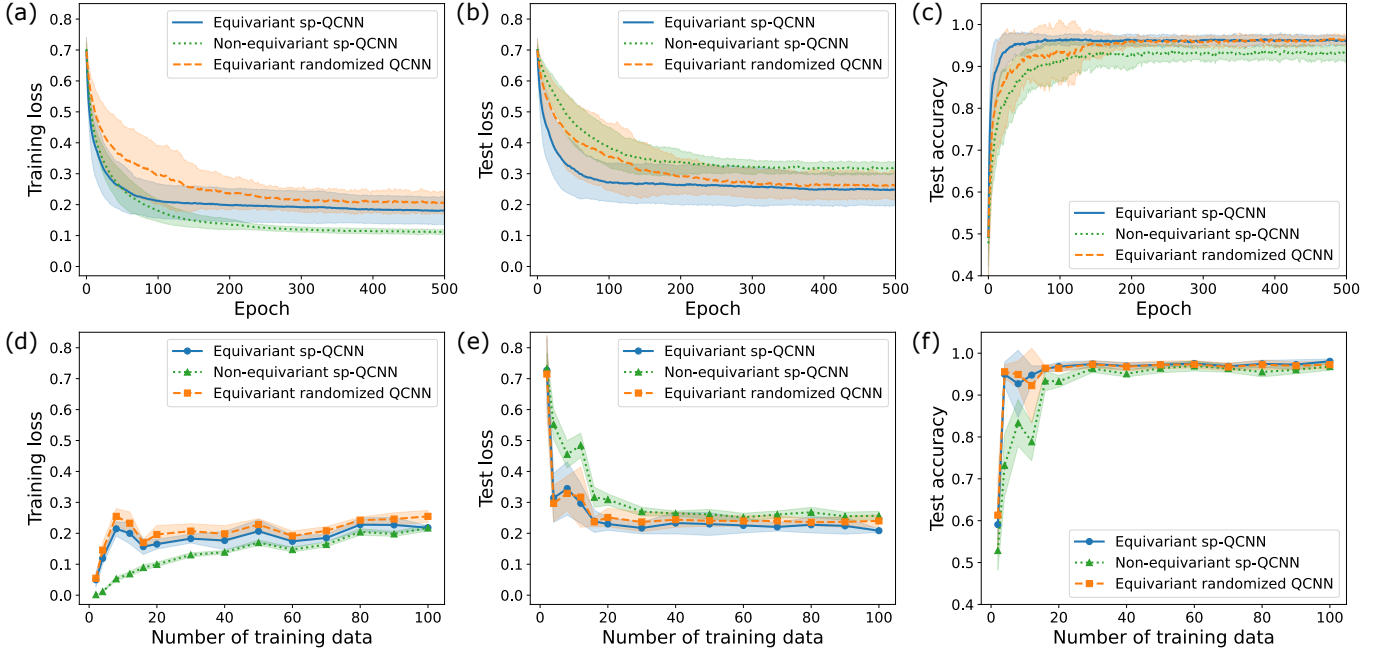 (a)
Training loss
0.8
0.7
0.6
0.5
0.4
0.3
0.2
0.1
0.0
Equivariant sp-QCNN
Non-equivariant sp-QCNN
Equivariant randomized QCNN
0 100 200 300 400 500
Epoch
(b)
Test loss
0.8
0.7
0.6
0.5
0.4
0.3
0.2
0.1
0.0
Equivariant sp-QCNN
Non-equivariant sp-QCNN
Equivariant randomized QCNN
0 100 200 300 400 500
Epoch
(c)
Test accuracy
1.0
0.9
0.8
0.7
0.6
0.5
0.4
Equivariant sp-QCNN
Non-equivariant sp-QCNN
Equivariant randomized QCNN
0 100 200 300 400 500
Epoch
(d)
Training loss
0.8
0.7
0.6
0.5
0.4
0.3
0.2
0.1
0.0
Equivariant sp-QCNN
Non-equivariant sp-QCNN
Equivariant randomized QCNN
0 20 40 60 80 100
Number of training data
(e)
Test loss
0.8
0.7
0.6
0.5
0.4
0.3
0.2
0.1
0.0
Equivariant sp-QCNN
Non-equivariant sp-QCNN
Equivariant randomized QCNN
0 20 40 60 80 100
Number of training data
(f)
Test accuracy
1.0
0.9
0.8
0.7
0.6
0.5
0.4
Equivariant sp-QCNN
Non-equivariant sp-QCNN
Equivariant randomized QCNN
0 20 40 60 80 100
Number of training data